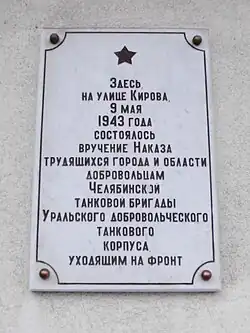 Здесь
на улице Кирова,
9 мая
1943 года
состоялось
вручение Наказа
трудящихся города и области
добровольцам
Челябинской
танковой бригады
Уральского добровольческого
танкового
корпуса
уходящим на фронт